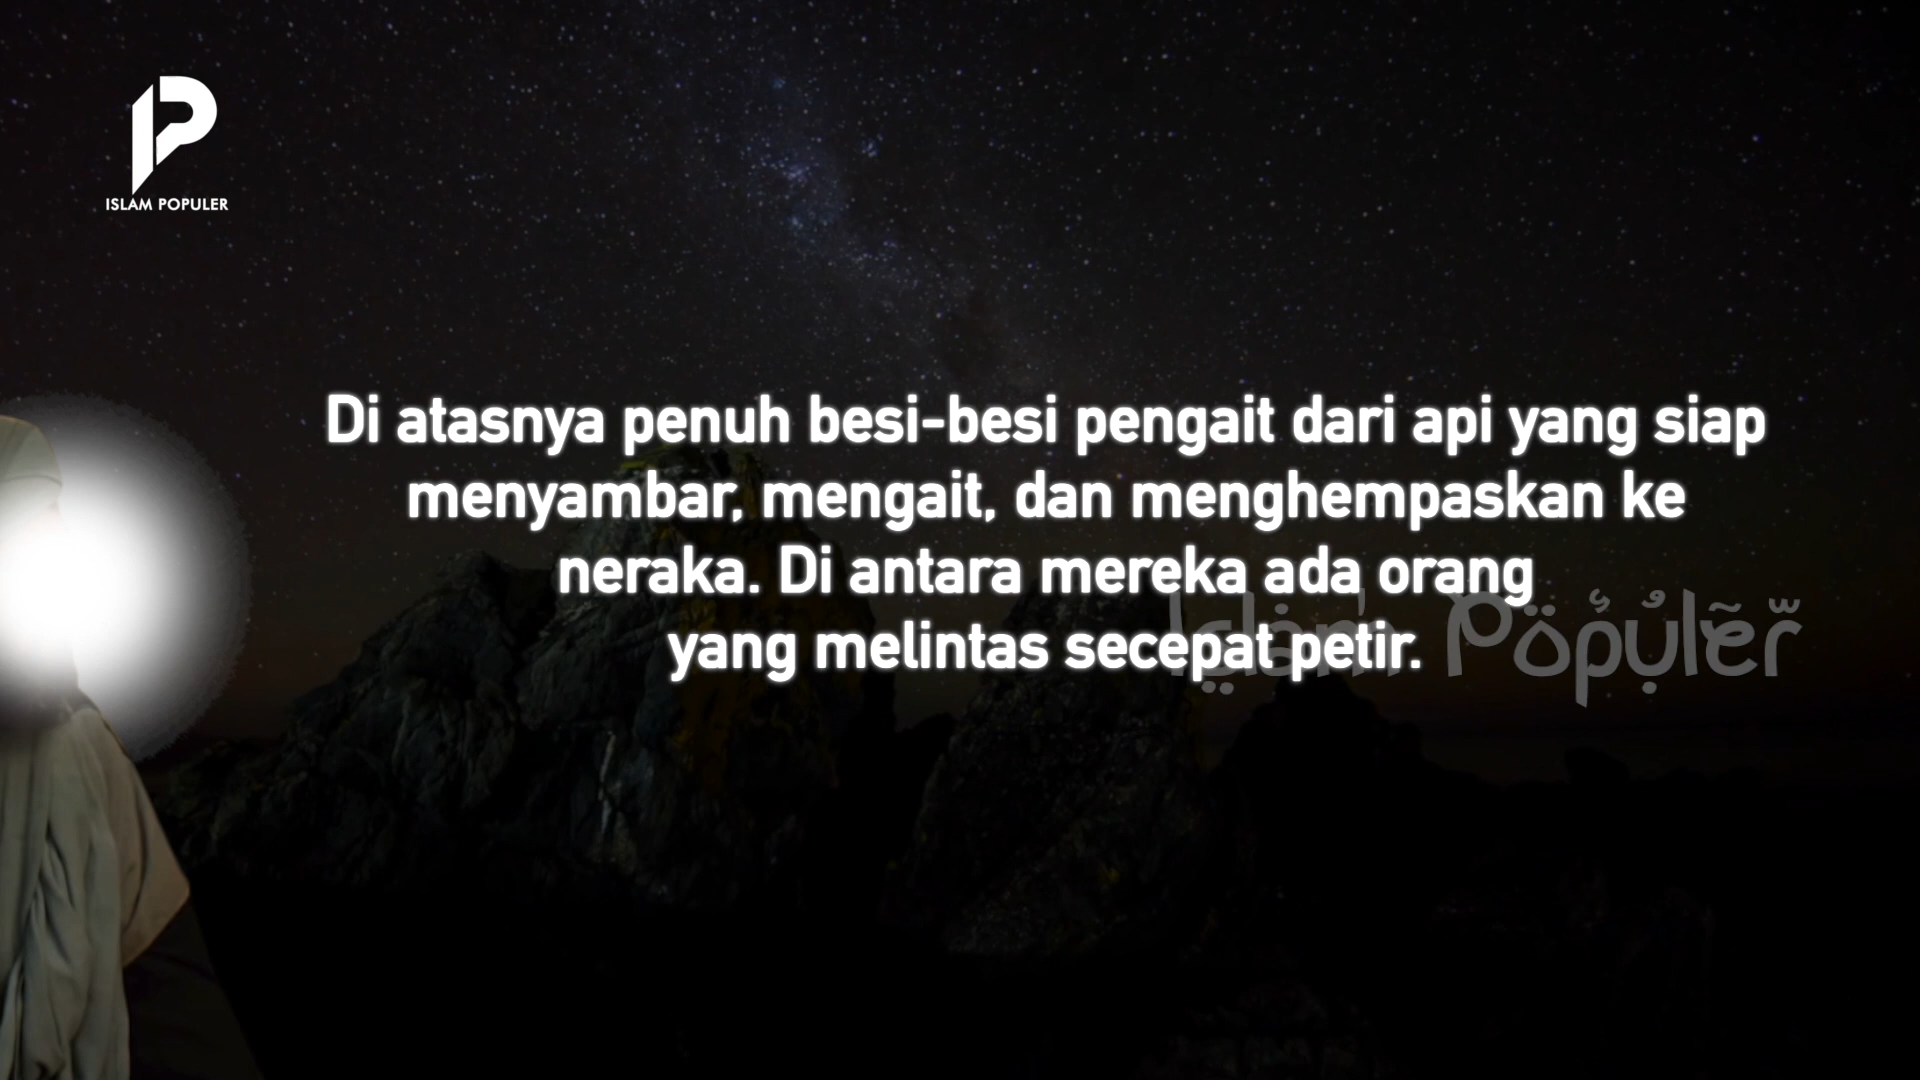 ISLAM POPULER
Di atasnya penuh besi-besi pengait dari api yang siap
menyambar, mengait, dan menghempaskan ke
neraka. Di antara mereka ada orang
yang melintas secepat petir.
Islam Populer